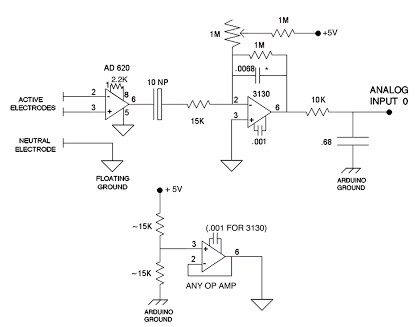 1M
1M
+5V
AD 620
2.2K
8
2
3
6
5
10 NP
1M
.0068 *
3130
2
3
6
15K
.001
10K
ANALOG
INPUT 0
.68
ARDUINO
GROUND
ACTIVE
ELECTRODES
NEUTRAL
ELECTRODE
FLOATING
GROUND
+ 5V
~15K
(.001 FOR 3130)
3
2
6
~15K
ANY OP AMP
ARDUINO
GROUND